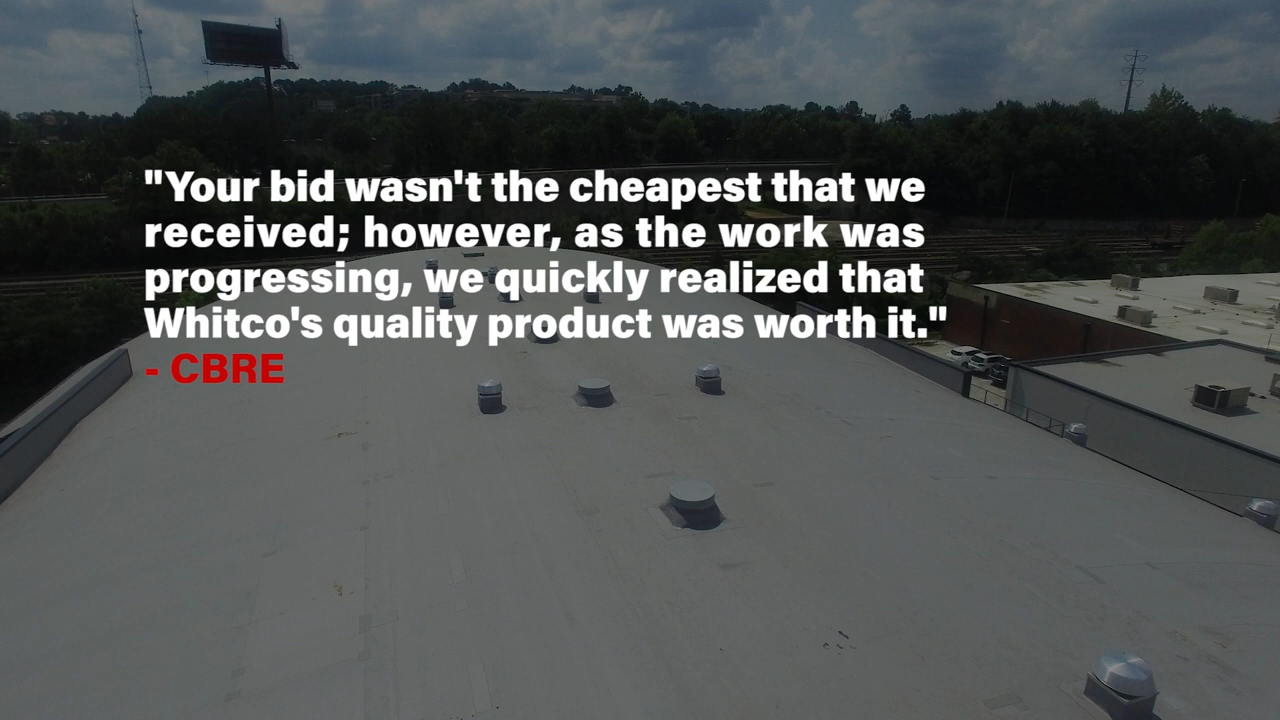 "Your bid wasn't the cheapest that we
received; however, as the work was
progressing, we quickly realized that
Whitco's quality product was worth it."
- CBRE